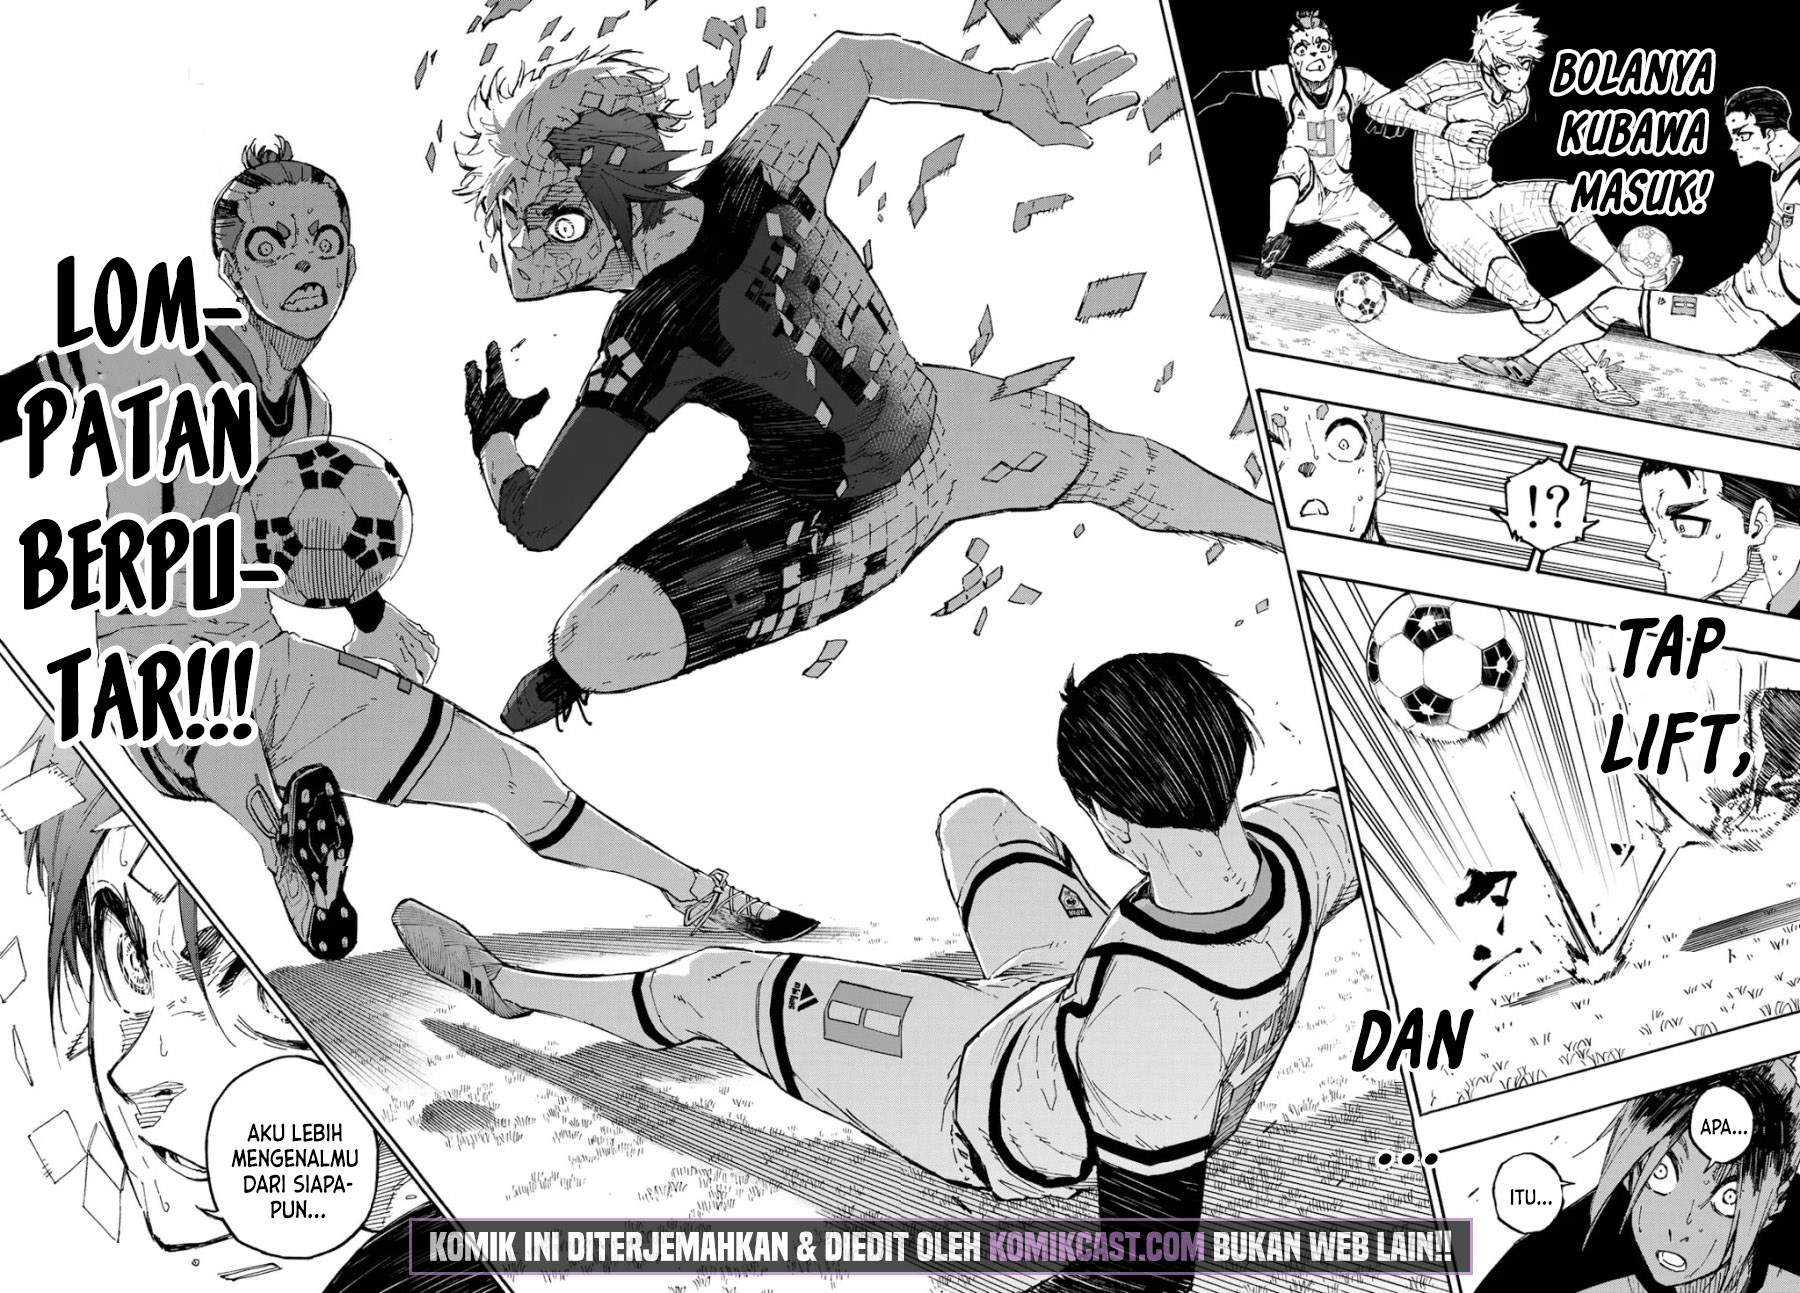 BOLANYA
KUBAWA
MASUK!
!?
TAP
LIFT,
DAN
...
APA...
ITU...
LOM-
PATAN
BERPU-
TAR!!!
AKU LEBIH
MENGENALMU
DARI SIAPA-
PUN...
KOMIK INI DITERJEMAHKAN & DIEDIT OLEH KOMIKCAST.COM BUKAN WEB LAIN!!